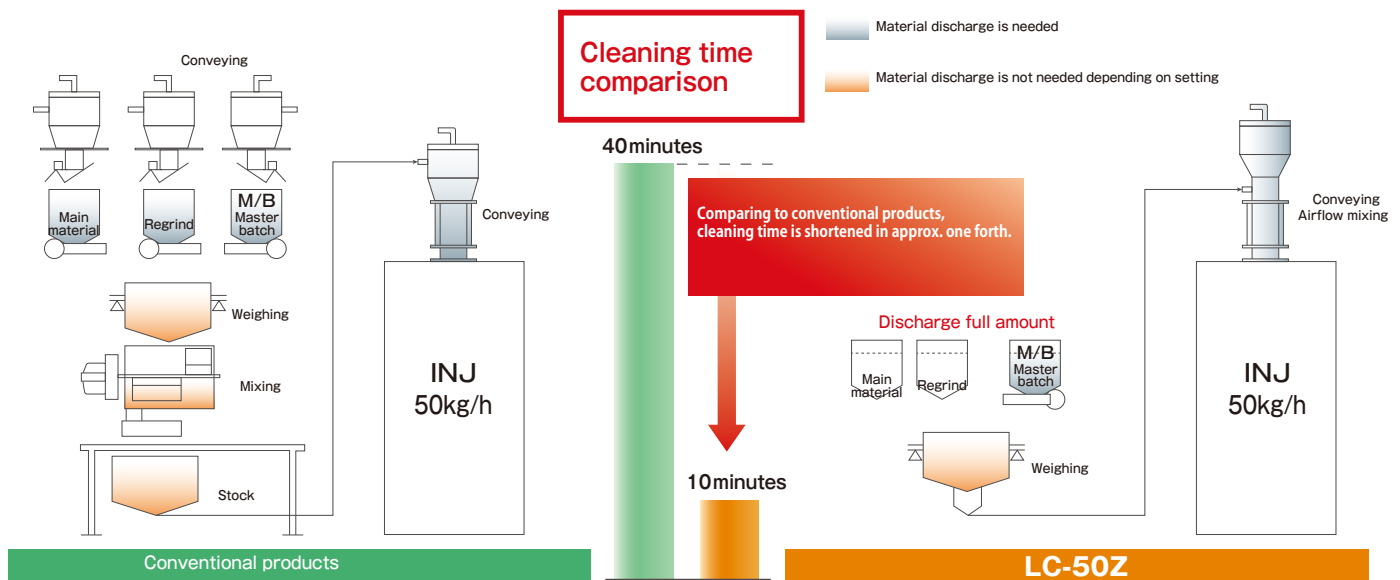 Cleaning time
comparison
Material discharge is needed
Material discharge is not needed depending on setting
Conveying
Main
material
Regrind
M/B
Master
batch
Weighing
Mixing
Stock
Conveying
INJ
50kg/h
Conventional products
40minutes
Comparing to conventional products,
cleaning time is shortened in approx. one forth.
10minutes
Discharge full amount
Main
material
Regrind
M/B
Master
batch
Weighing
Conveying
Airflow mixing
INJ
50kg/h
LC-50Z